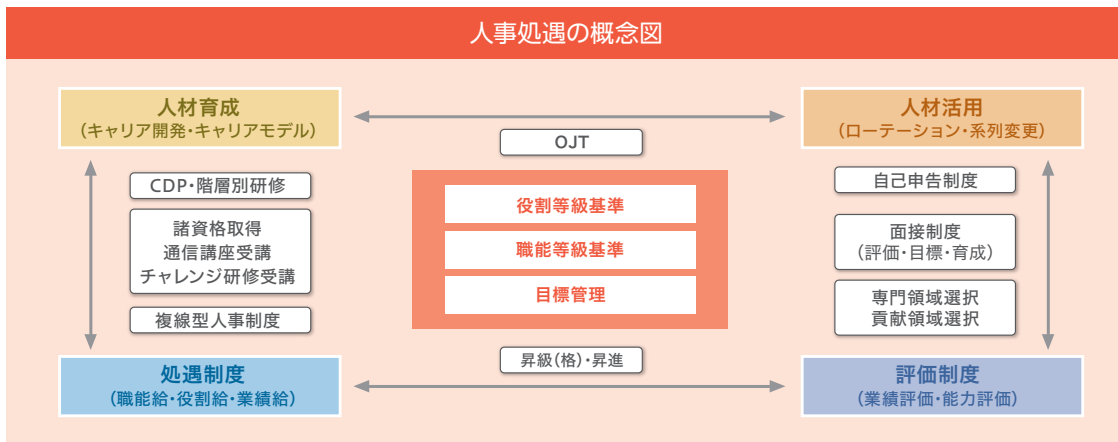 人事処遇の概念図
人材育成
(キャリア開発・キャリアモデル)
人材活用
(ローテーション・系列変更)
OJT
CDP・階層別研修
諸資格取得
通信講座受講
チャレンジ研修受講
複線型人事制度
役割等級基準
職能等級基準
目標管理
自己申告制度
面接制度
(評価・目標・育成)
専門領域選択
貢献領域選択
昇級(格)・昇進
処遇制度
(職能給・役割給・業績給)
評価制度
(業績評価・能力評価)